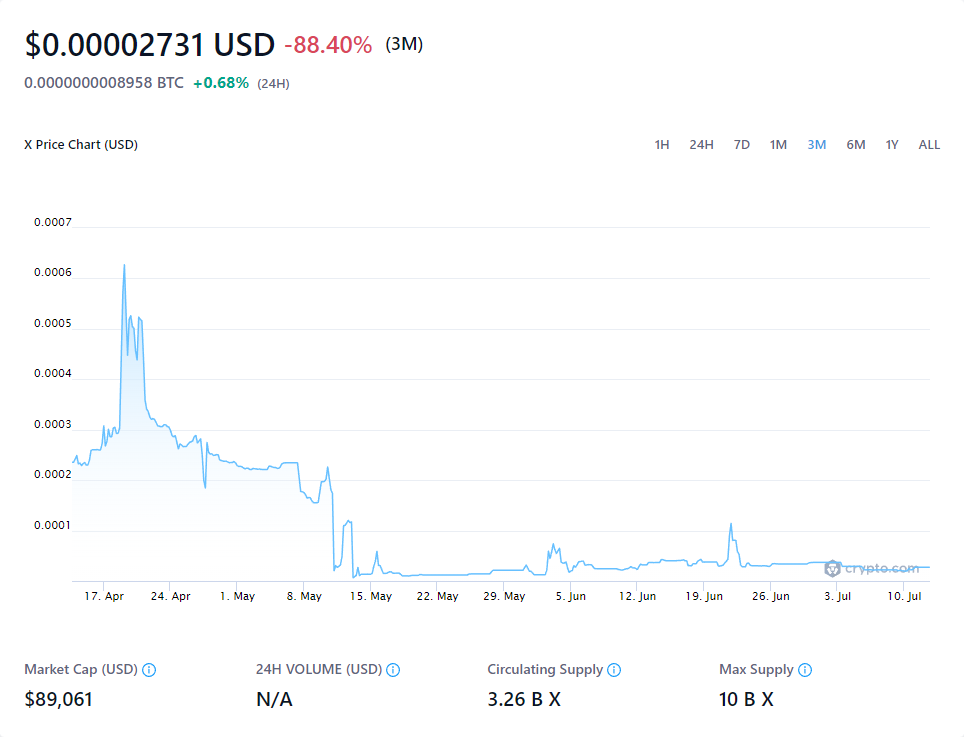 $0.00002731 USD -88.40% (3M)
0.0000000008958 BTC +0.68% (24H)
X Price Chart (USD) 1H 24H 7D 1M 3M 6M 1Y ALL
0.0007
0.0006
0.0005
0.0004
0.0003
0.0002
0.0001
crypto.com
17. Apr 24. Apr 1. May 8. May 15. May 22. May 29. May 5. Jun 12. Jun 19. Jun 26. Jun 3. Jul 10. Jul
Market Cap (USD) 24H VOLUME (USD) Circulating Supply Max Supply
$89,061 N/A 3.26 B X 10 B X